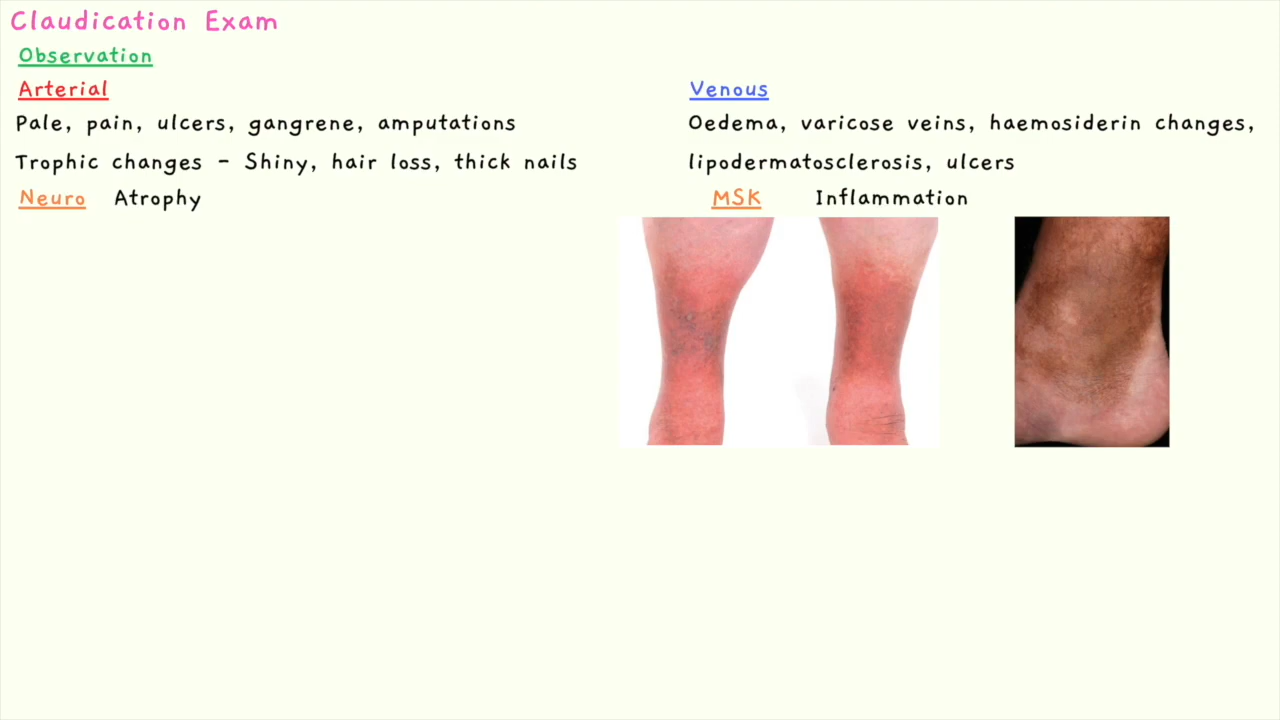 Claudication Exam
Observation
Arterial
Venous
Pale, pain, ulcers, gangrene, amputations
Oedema, varicose veins, haemosiderin changes,
Trophic changes - Shiny, hair loss, thick nails
lipodermatosclerosis, ulcers
Neuro Atrophy
MSK Inflammation